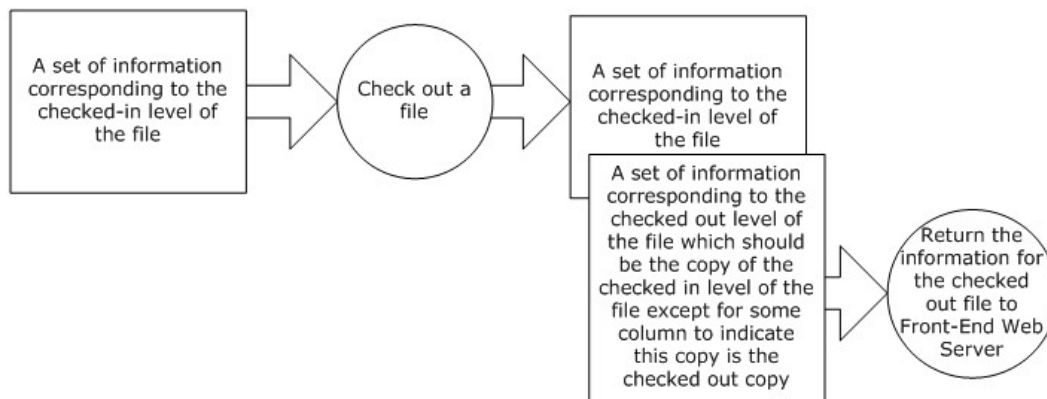 A set of information
corresponding to the
checked-in level of
the file
Check out a
file
A set of information
corresponding to the
checked-in level of
the file
A set of information
corresponding to the
checked out level of
the file which should
be the copy of the
checked in level of the
file except for some
column to indicate
this copy is the
checked out copy
Return the
information for
the checked
out file to
Front-End Web
Server